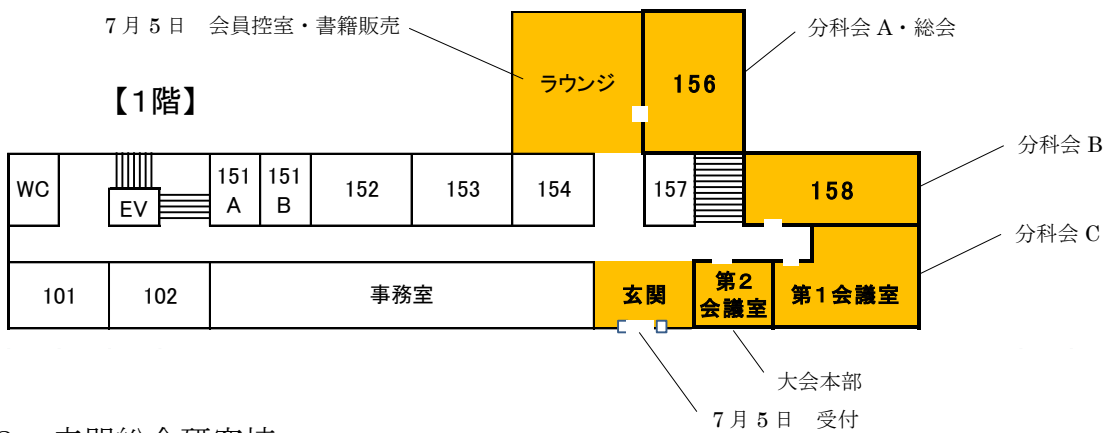 7月5日 会員控室・書籍販売
分科会 A・総会
ラウンジ
156
【1階】
分科会 B
WC
EV
151
A
151
B
152
153
154
157
158
分科会 C
101
102
事務室
玄関
第2
会議室
第1会議室
大会本部
7月5日 受付